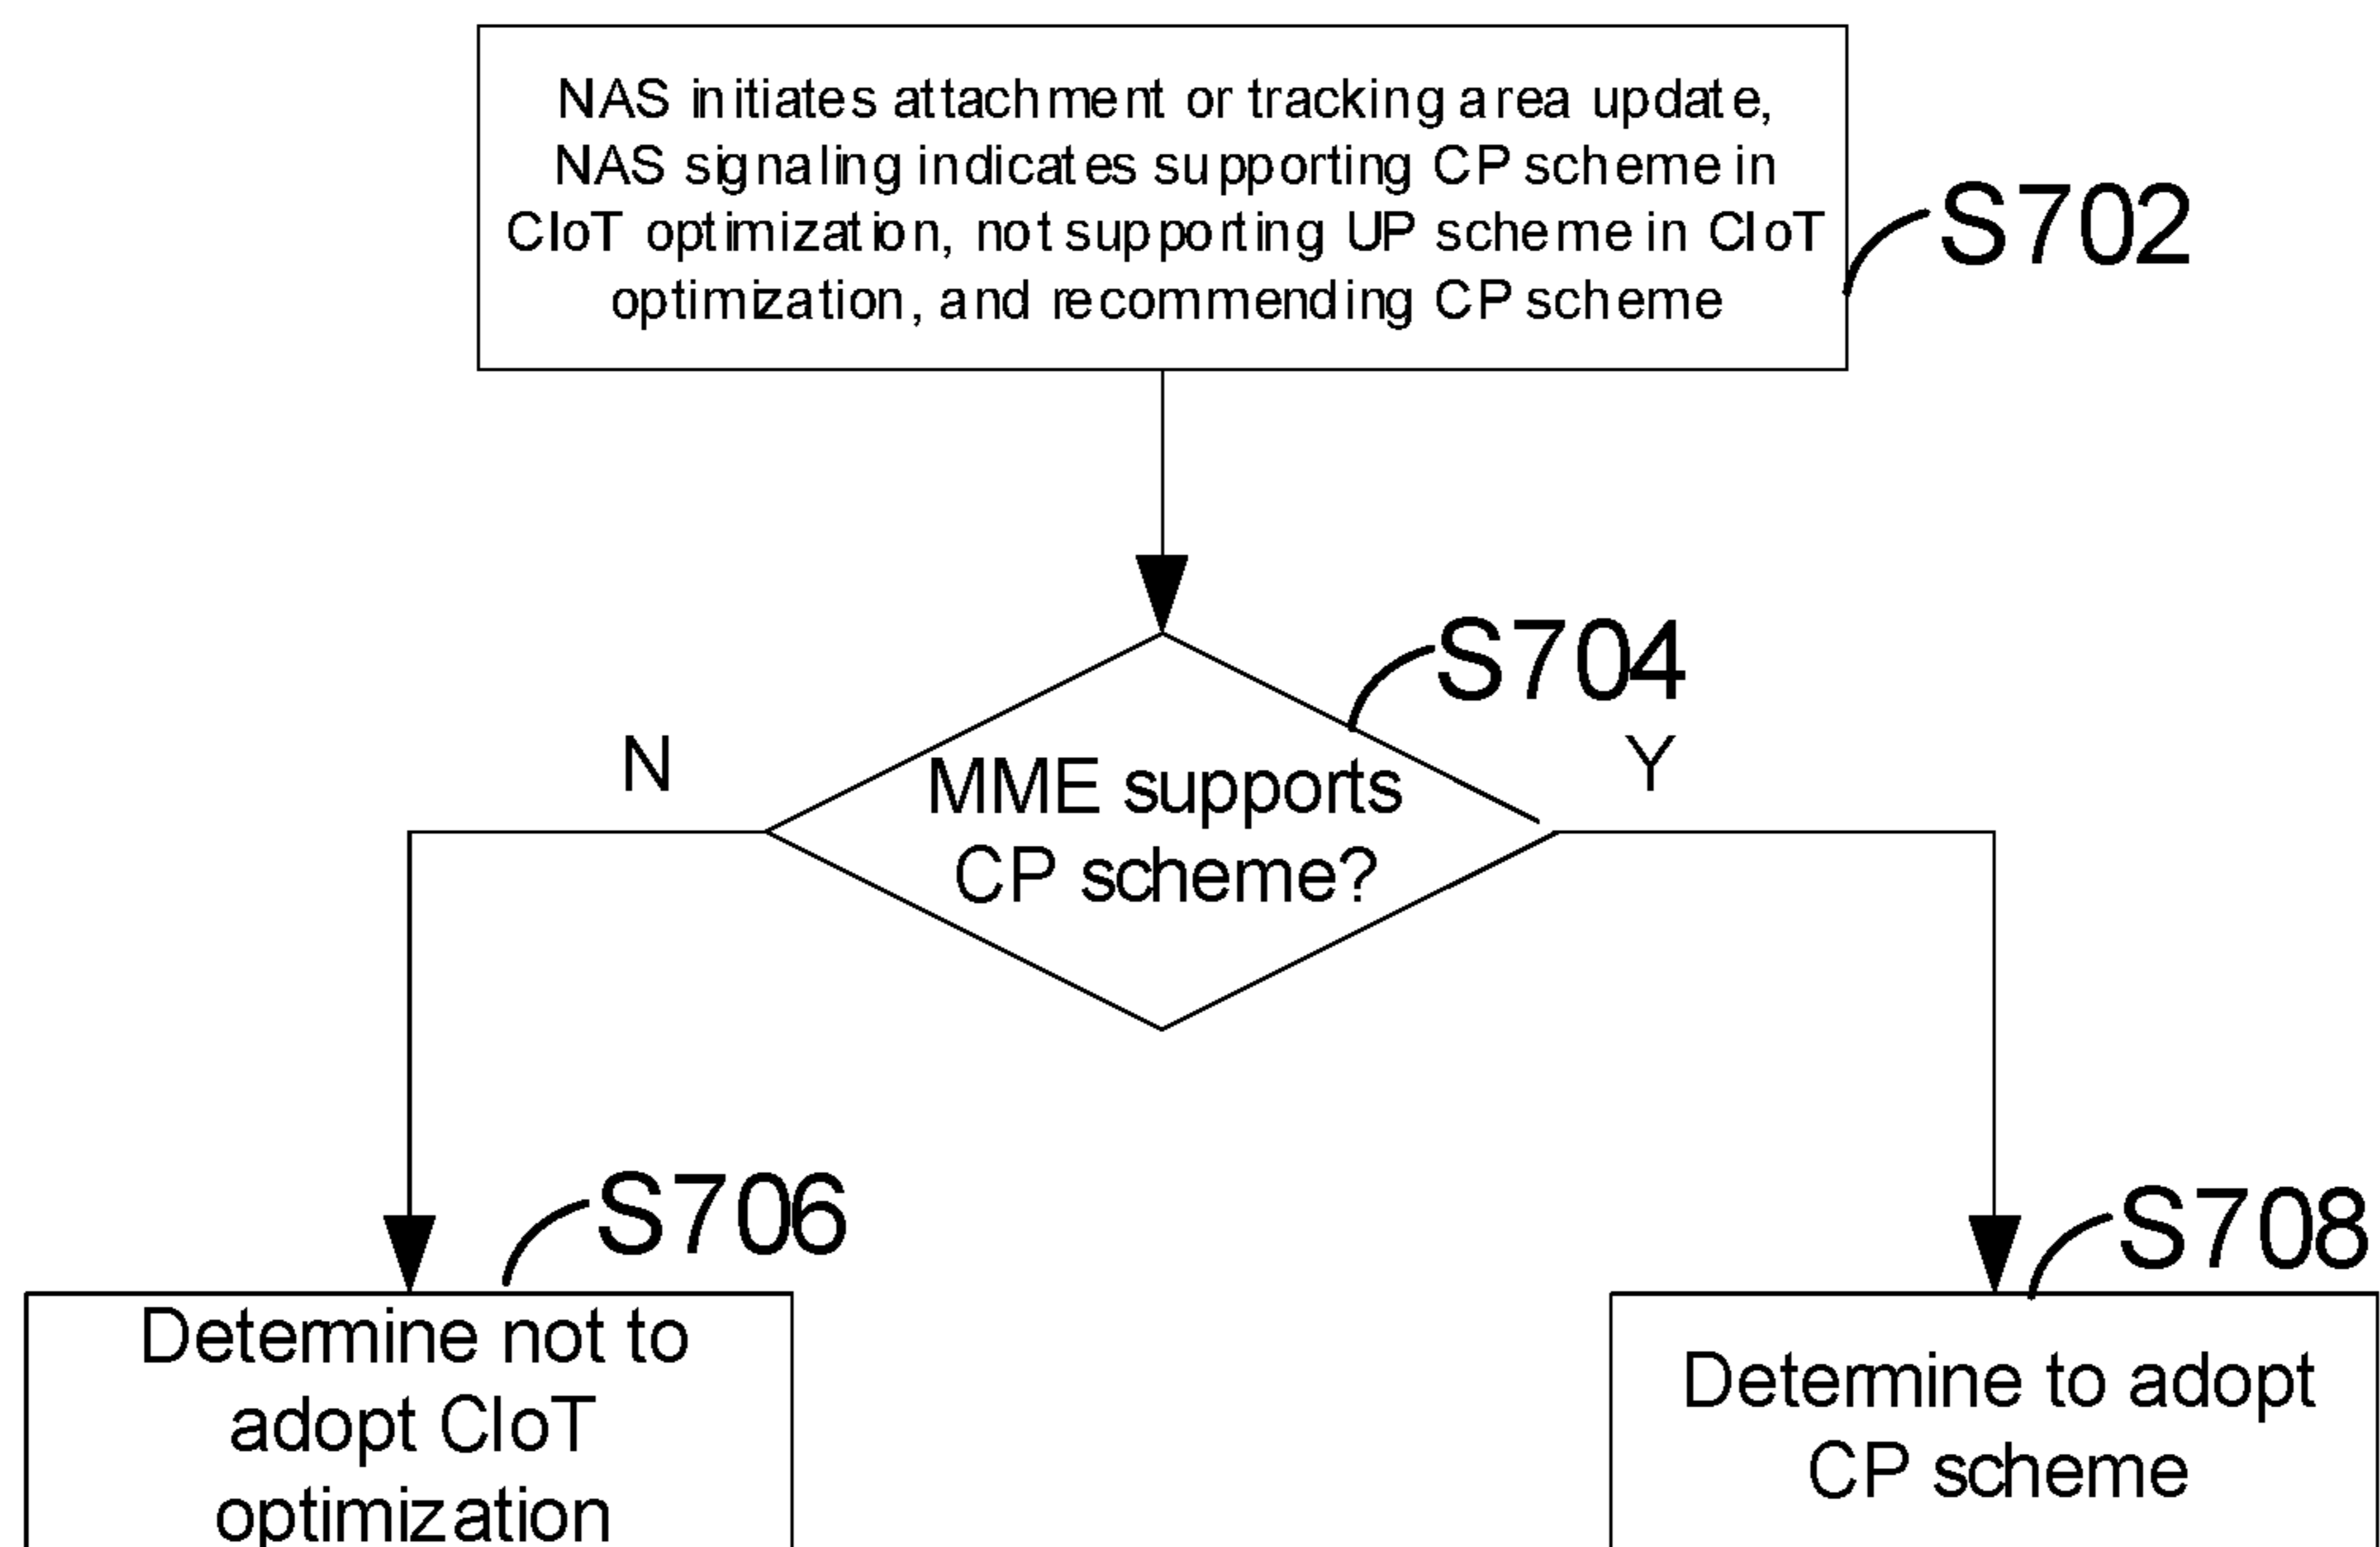 NAS initiates attachment or tracking area update,
NAS signaling indicates supporting CP scheme in
CIoT optimization, not supporting UP scheme in CIoT
optimization, and recommending CP scheme
S702
S704
N
Y
MME supports
CP scheme?
S706
S708
Determine not to
adopt CIoT
optimization
Determine to adopt
CP scheme